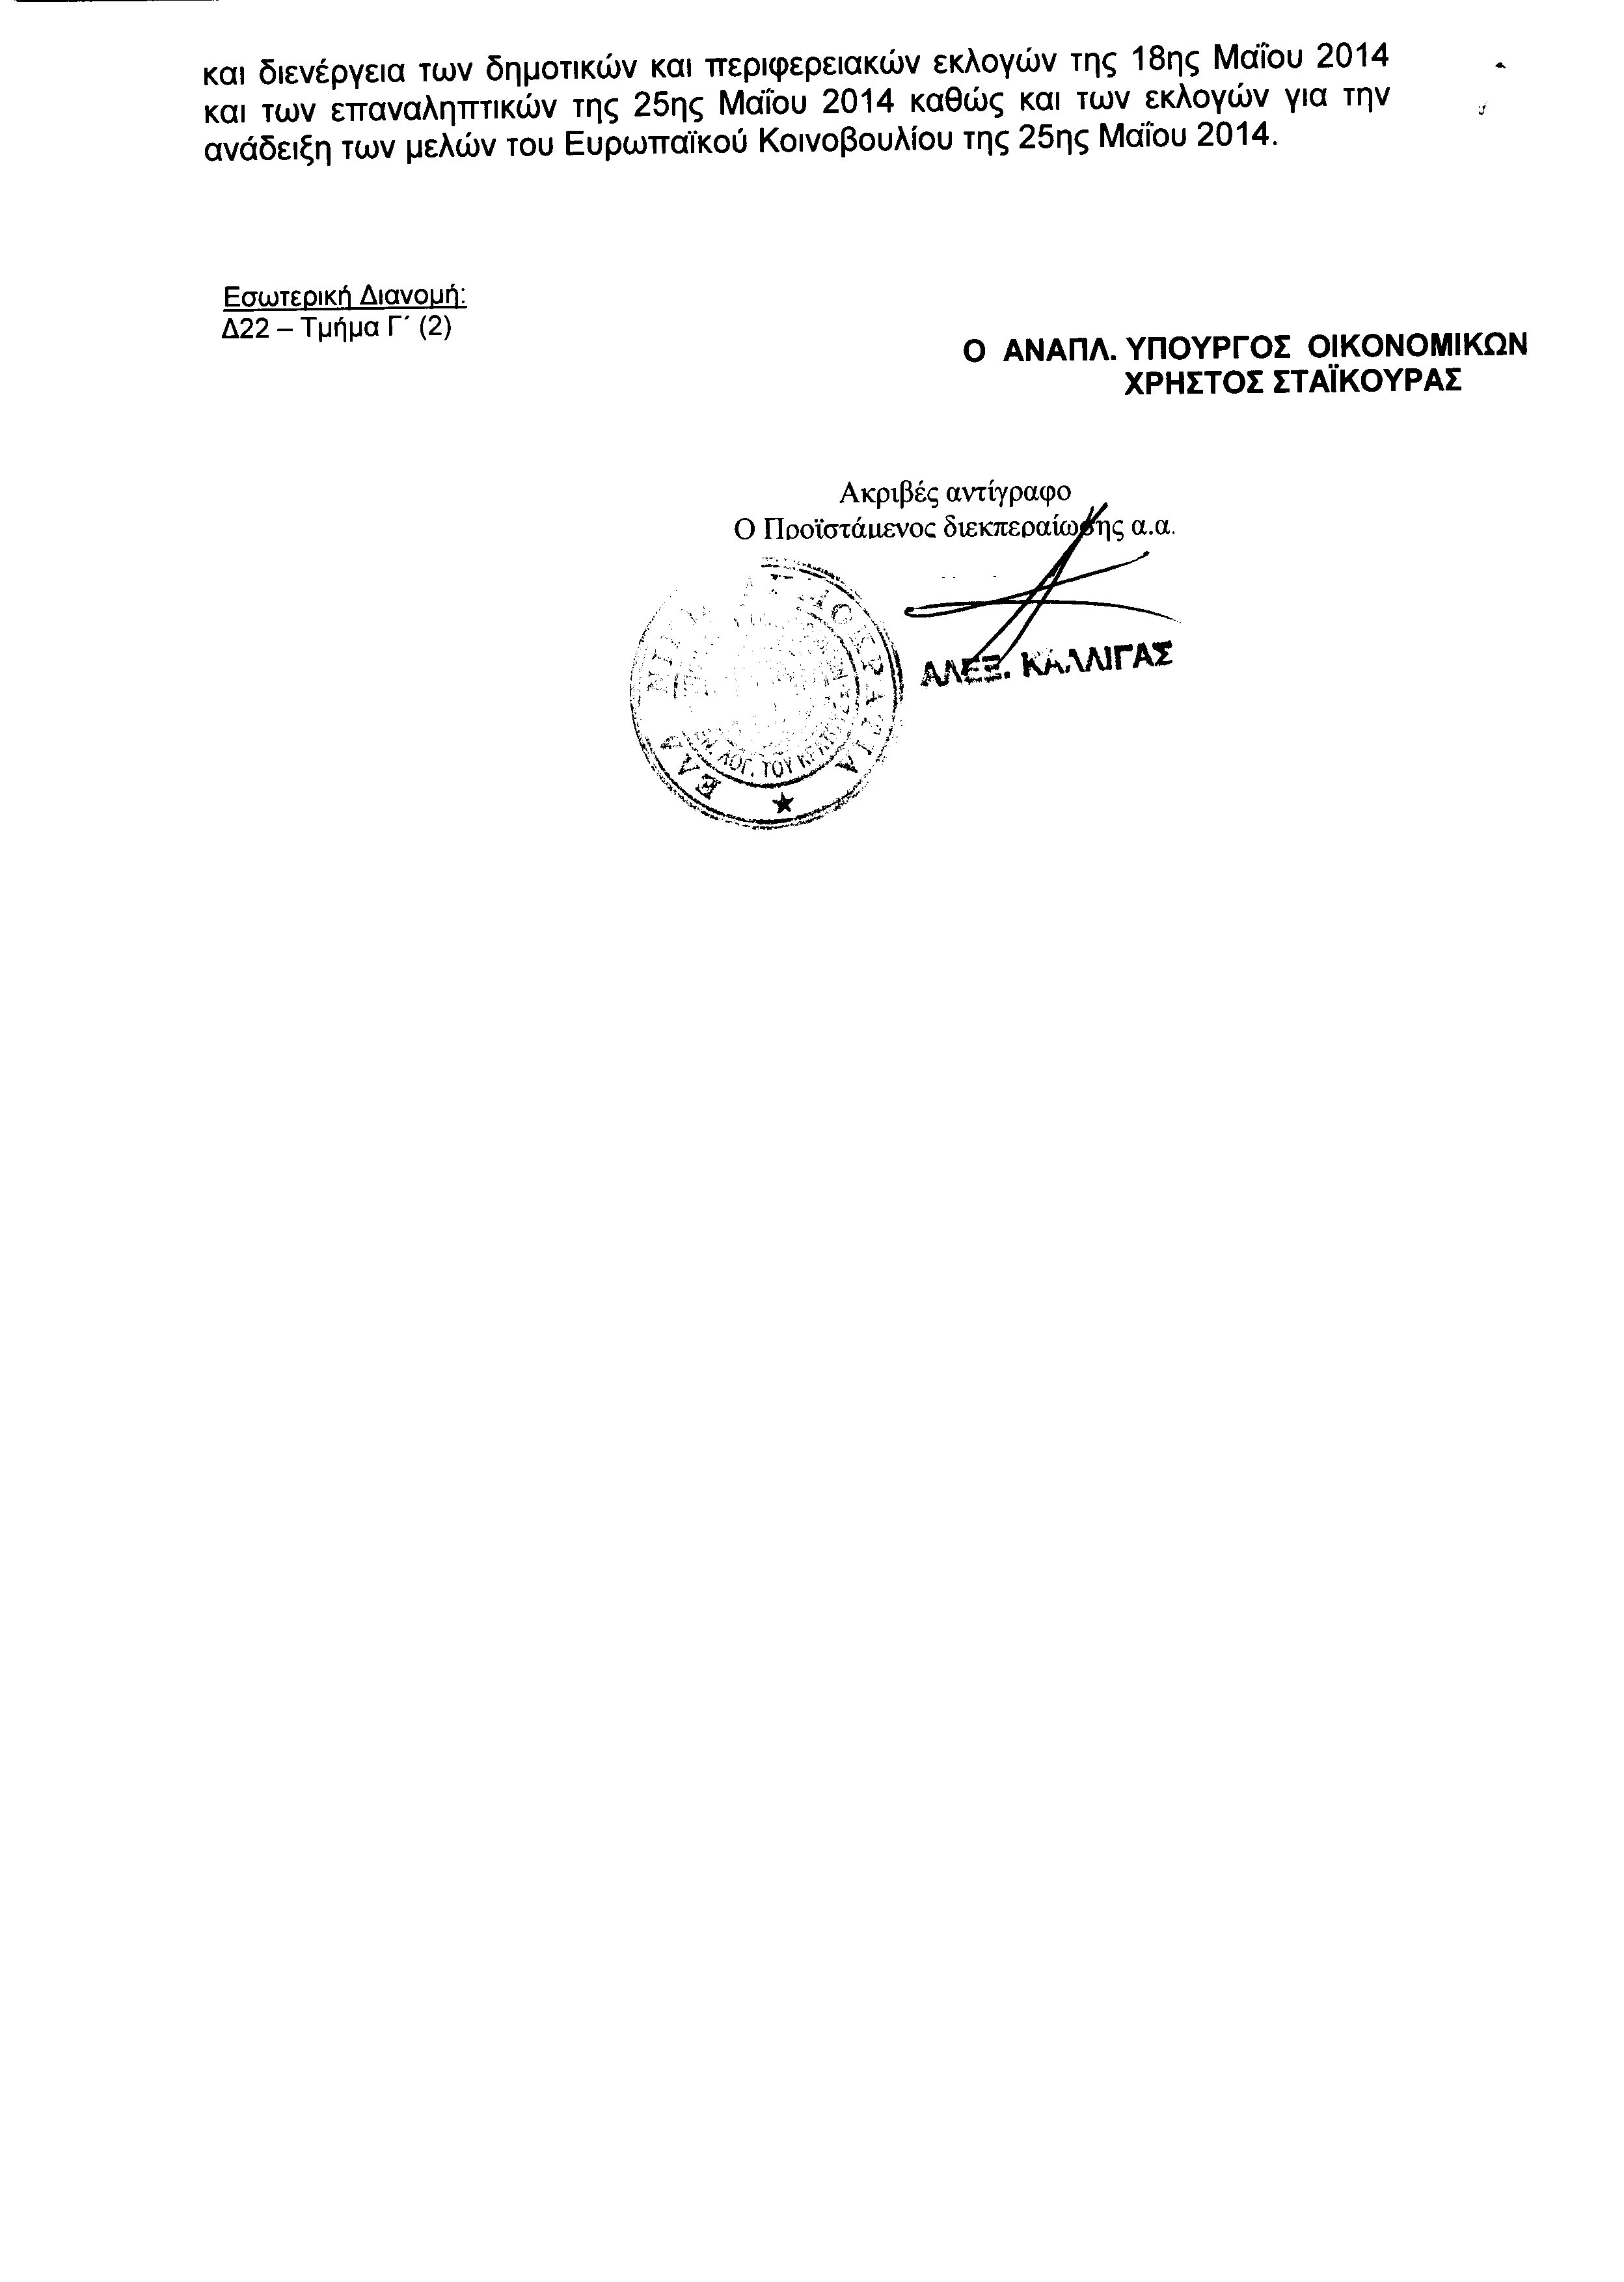 και διενέργεια των δημοτικών και περιφερειακών εκλογών της 18ης Μαΐου 2014
και των επαναληπτικών της 25ης Μαΐου 2014 καθώς και των εκλογών για την
ανάδειξη των μελών του Ευρωπαϊκού Κοινοβουλίου της 25ης Μαΐου 2014.
Εσωτερική Διανομή:
Δ22 – Τμήμα Γ΄ (2)
Ο ΑΝΑΠΛ. ΥΠΟΥΡΓΟΣ ΟΙΚΟΝΟΜΙΚΩΝ
ΧΡΗΣΤΟΣ ΣΤΑΪΚΟΥΡΑΣ
Ακριβές αντίγραφο
Ο Προϊστάμενος διεκπεραίωσης α.α.
ΑΛΕΞ. ΚΑΛΛΙΓΑΣ
ΛΟΓ. ΤΟΥ